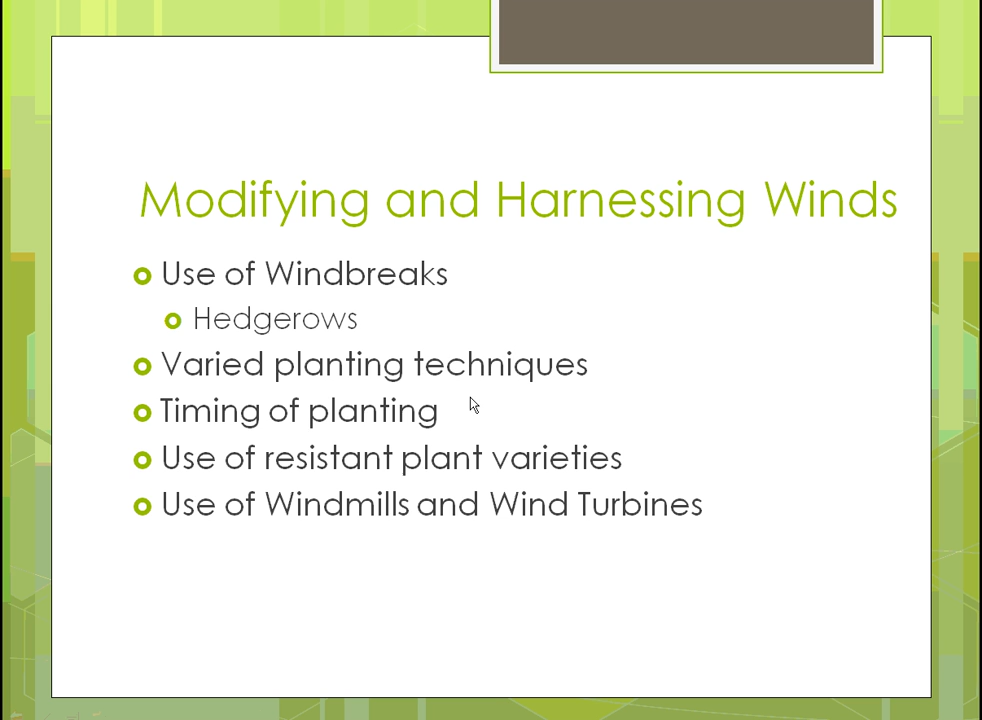 Modifying and Harnessing Winds
Use of Windbreaks
Hedgerows
Varied planting techniques
Timing of planting
Use of resistant plant varieties
Use of Windmills and Wind Turbines